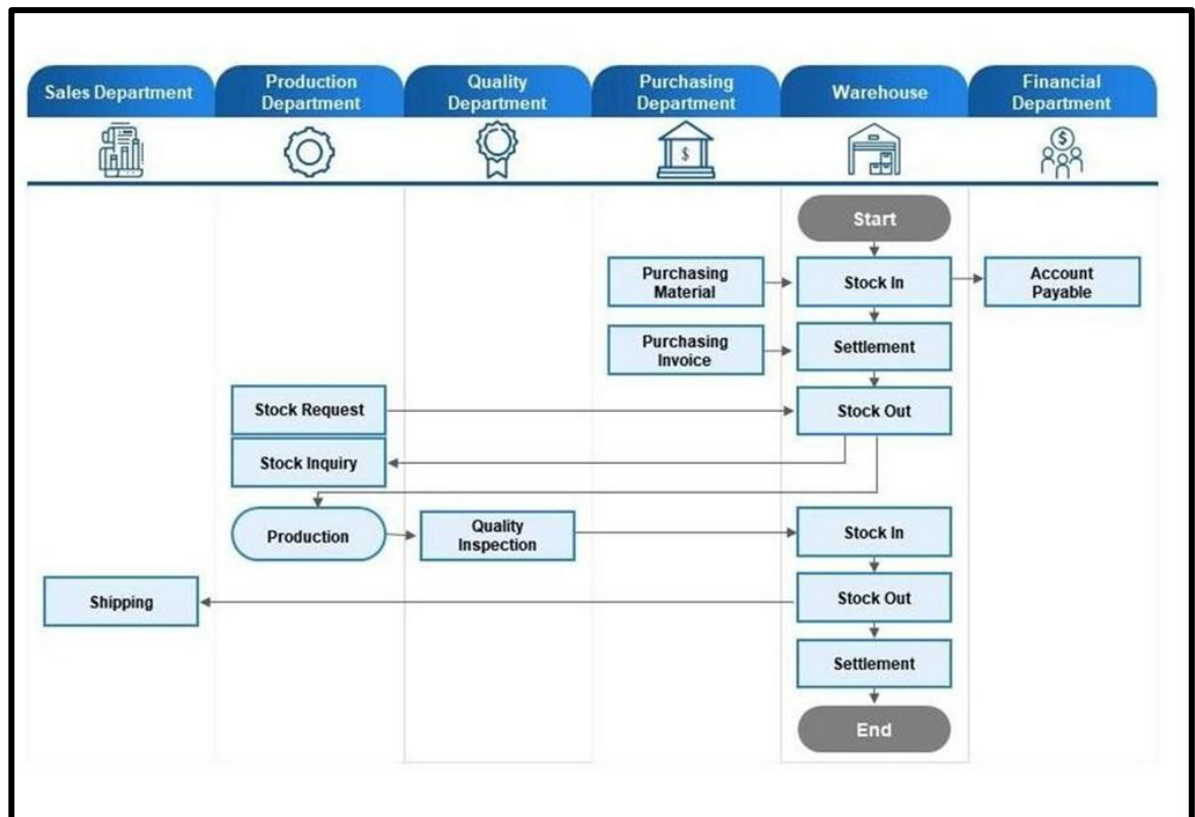 Sales Department
Production
Department
Quality
Department
Purchasing
Department
Warehouse
Financial
Department
$
$
Start
Purchasing
Material
Stock In
Account
Payable
Purchasing
Invoice
Settlement
Stock Request
Stock Out
Stock Inquiry
Production
Quality
Inspection
Stock In
Shipping
Stock Out
Settlement
End